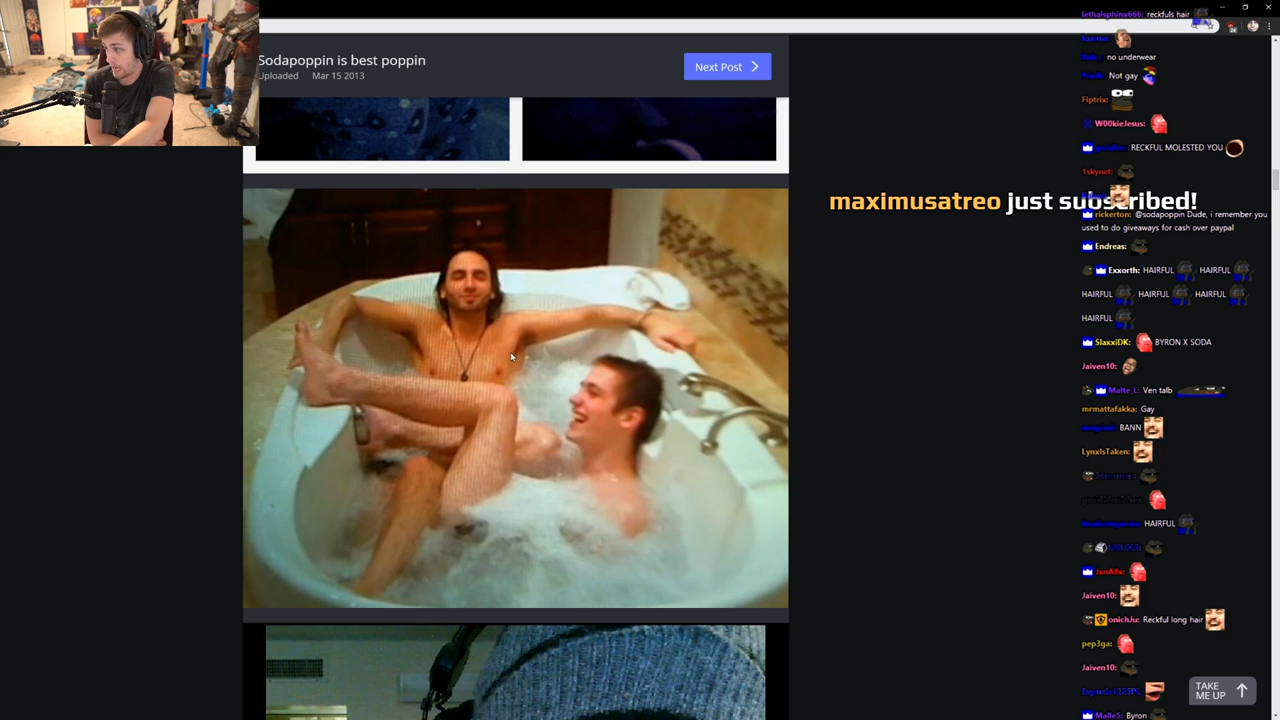 Sodapoppin is best poppin
Uploaded Mar 15 2013
Next Post
maximusatreo just subscribed!
lethalsphinx666: reckfuls hair
no underwear
Not gay
Fiptrix:
W00kieJesus:
RECKFUL MOLESTED YOU
1skynet:
rickerton: @sodapoppin Dude, i remember you
used to do giveaways for cash over paypal
Endreas:
Exxorth: HAIRFUL HAIRFUL
HAIRFUL HAIRFUL HAIRFUL
HAIRFUL
SlaxxiDK: BYRON X SODA
Jaiven10:
Malte_L: Ven talb
mrmattafakka: Gay
BANN
LynxIsTaken:
HAIRFUL
JxnAllx:
Jaiven10:
onichJu: Reckful long hair
pep3ga:
Jaiven10:
MalleS: Byron
TAKE
ME UP